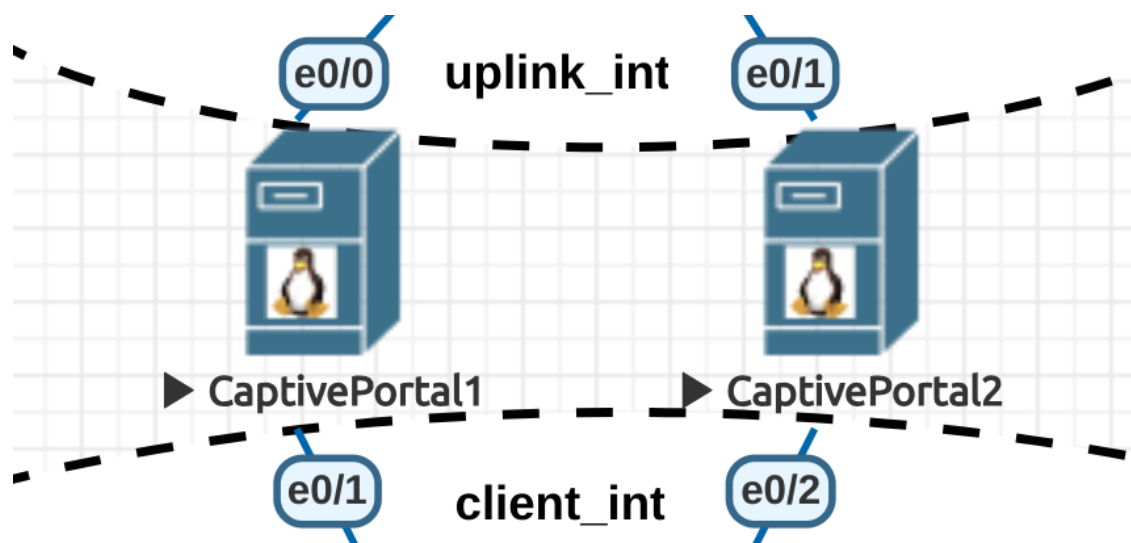 e0/0 uplink_int e0/1
CaptivePortal1 CaptivePortal2
e0/1 client_int e0/2